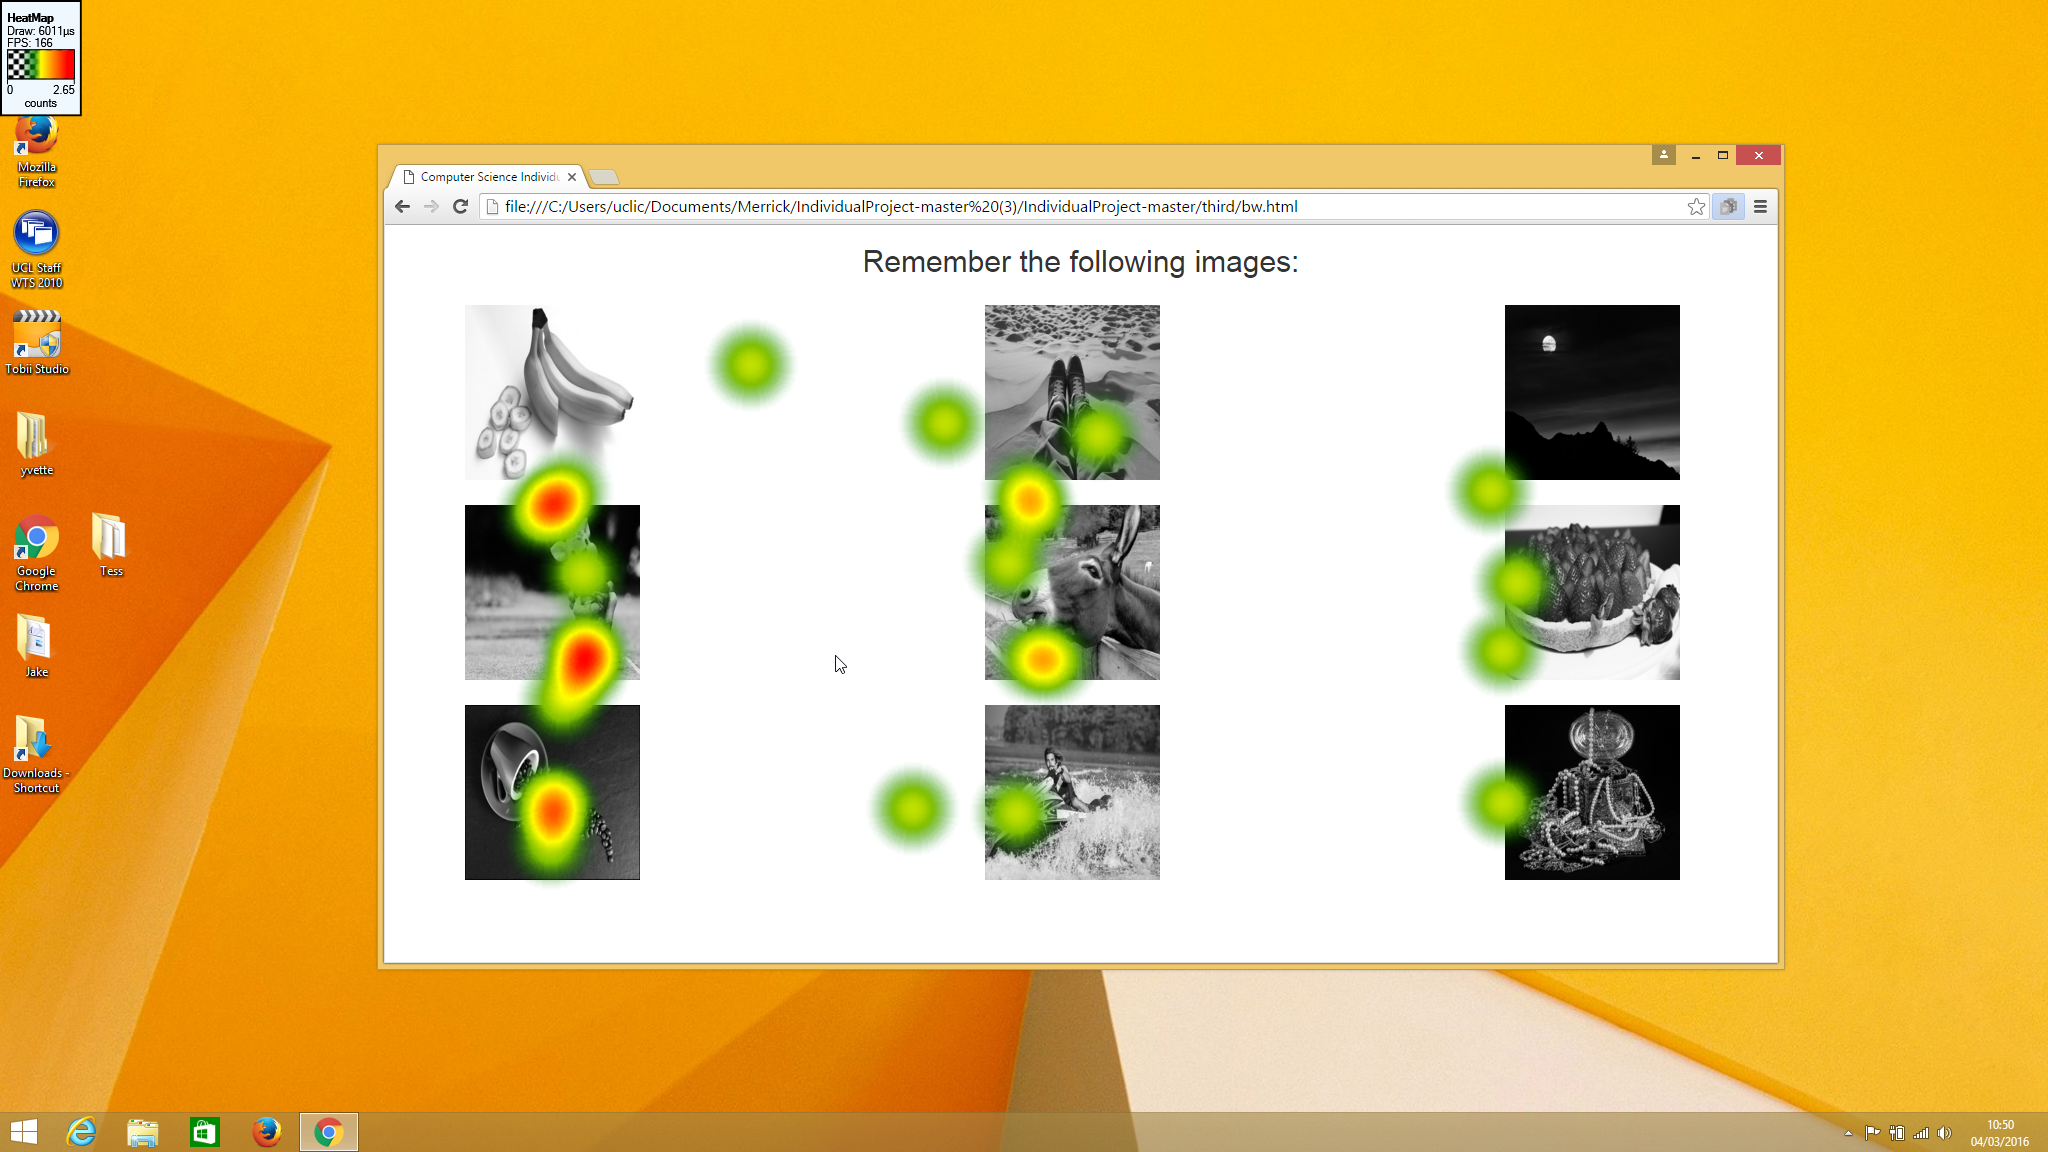 HeatMap
Draw: 6011µs
FPS: 166
0 2.65
counts
Mozilla
Firefox
UCL Staff
WTS 2010
Tobii Studio
yvette
Google
Chrome
Tess
Jake
Downloads -
Shortcut
Computer Science Individu
file:///C:/Users/uclic/Documents/Merrick/IndividualProject-master%20(3)/IndividualProject-master/third/bw.html
Remember the following images:
10:50
04/03/2016